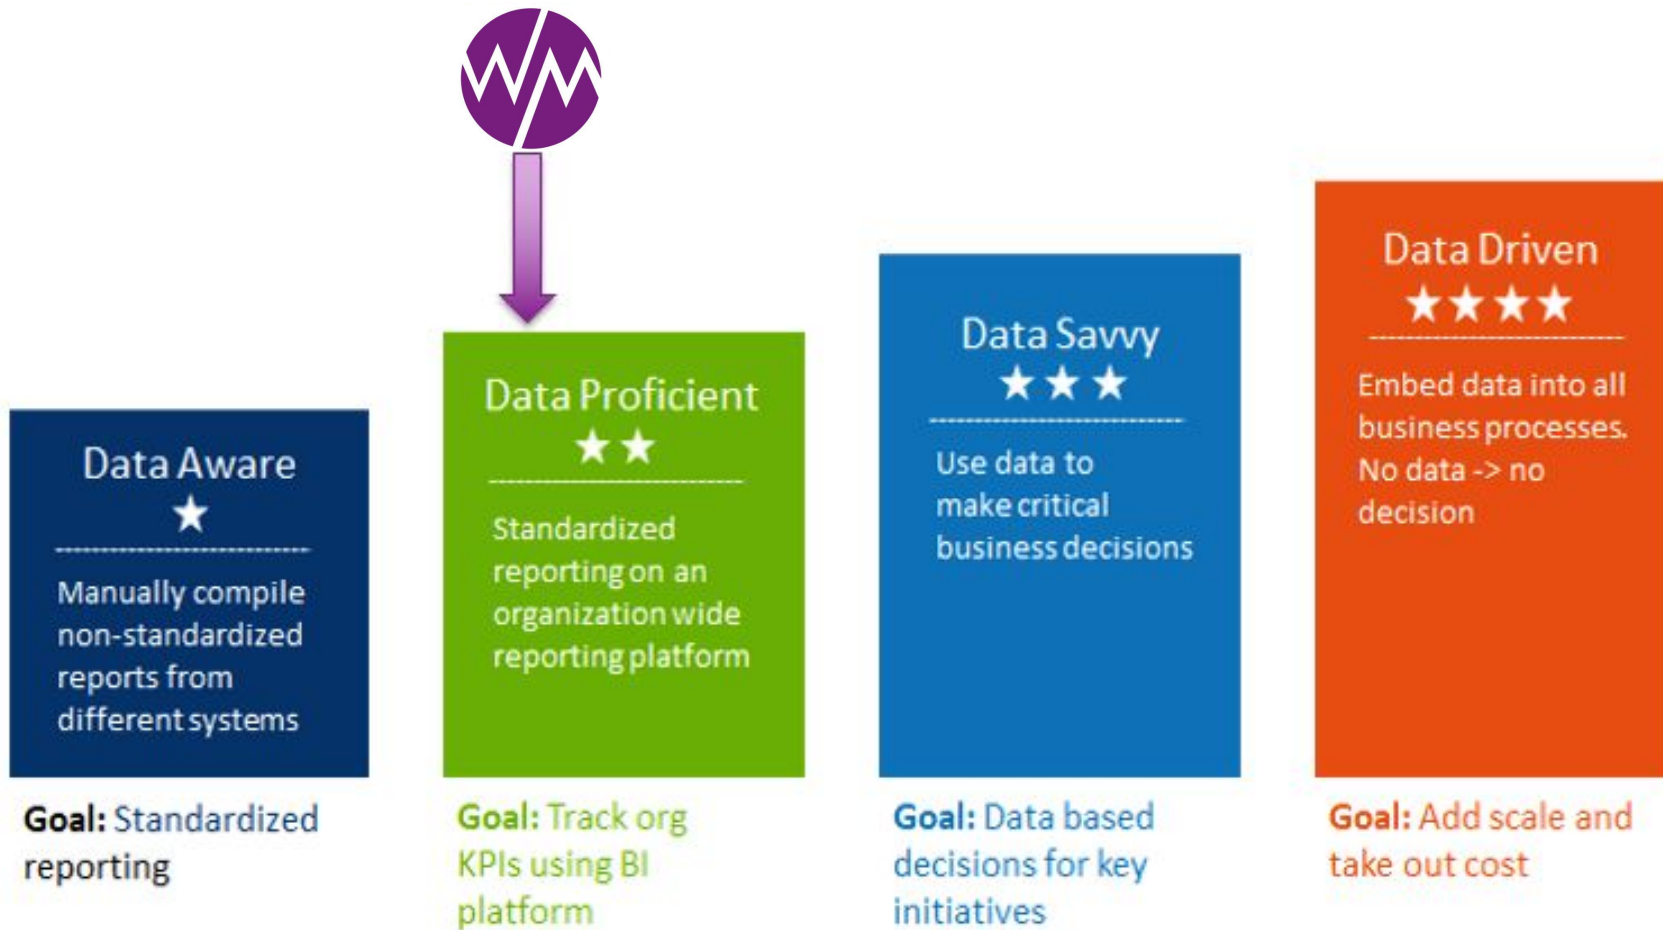 WM
Data Aware
Manually compile
non-standardized
reports from
different systems
Goal: Standardized
reporting
Data Proficient
Standardized
reporting on an
organization wide
reporting platform
Goal: Track org
KPIs using BI
platform
Data Savvy
Use data to
make critical
business decisions
Goal: Data based
decisions for key
initiatives
Data Driven
Embed data into all
business processes.
No data -> no
decision
Goal: Add scale and
take out cost